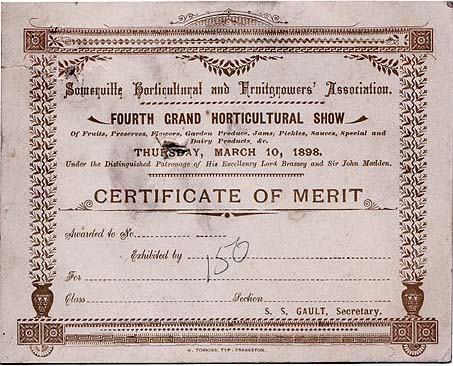 Somerville Horticultural and Fruitgrowers' Association.
FOURTH GRAND HORTICULTURAL SHOW
Of Fruits, Preserves, Flowers, Garden Produce, Jams, Pickles, Sauces, Special and
Dairy Products, &c.
THURSDAY, MARCH 10, 1898.
Under the Distinguished Patronage of His Excellency Lord Brassey and Sir John Madden.
CERTIFICATE OF MERIT
Awarded to No.
Exhibited by
150
For
Class Section
S. S. GAULT, Secretary.
W. TOMKINS, TYP., FRANKSTON.